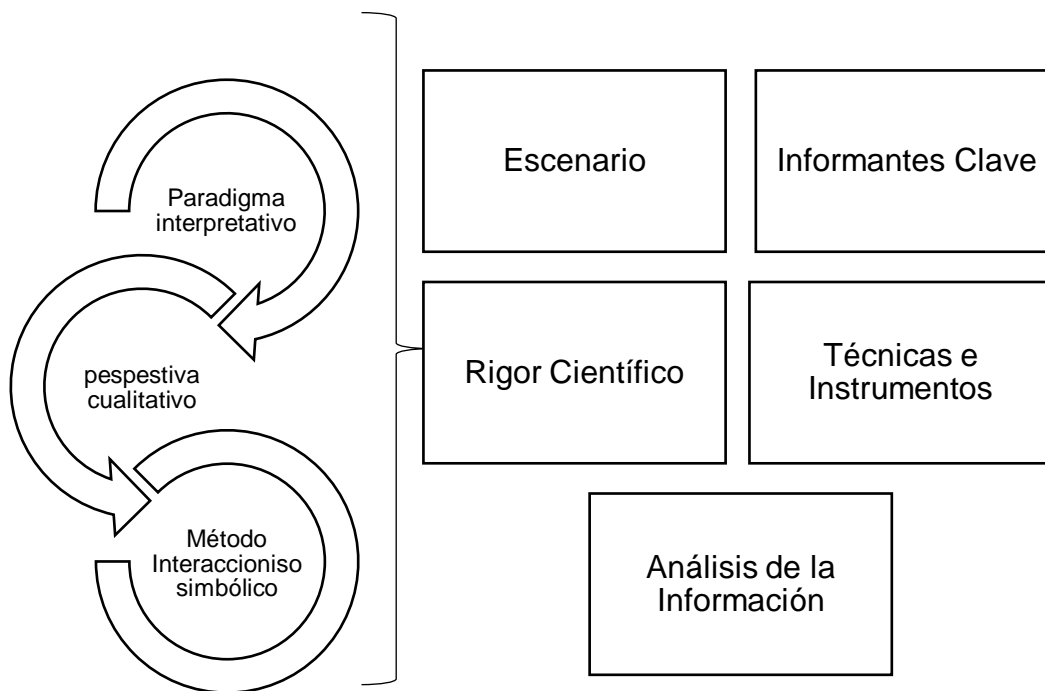 Paradigma
interpretativo
pespestiva
cualitativo
Método
Interaccioniso
simbólico
Escenario
Informantes Clave
Rigor Científico
Técnicas e
Instrumentos
Análisis de la
Información